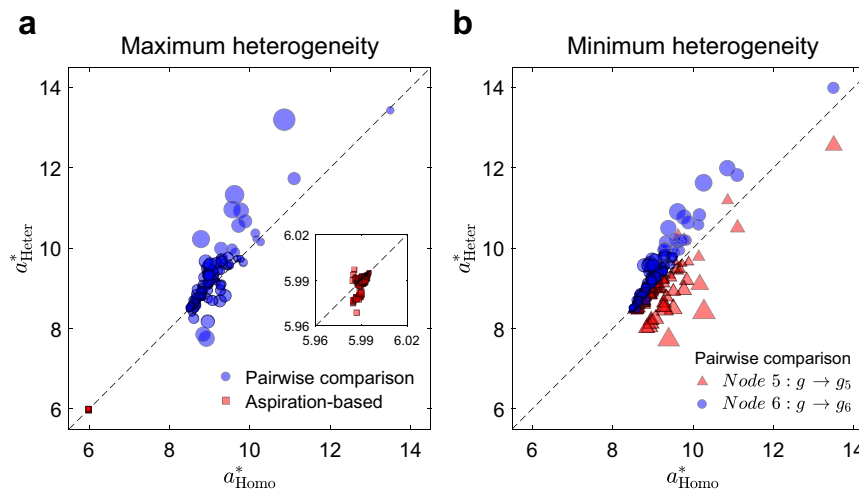 a
Maximum heterogeneity
14
12
10
8
6
a*Heter
6
8
10
12
14
a*Homo
6.02
5.99
5.96
5.96
5.99
6.02
Pairwise comparison
Aspiration-based
b
Minimum heterogeneity
14
12
10
8
6
a*Heter
6
8
10
12
14
a*Homo
Pairwise comparison
Node 5 : g → g5
Node 6 : g → g6